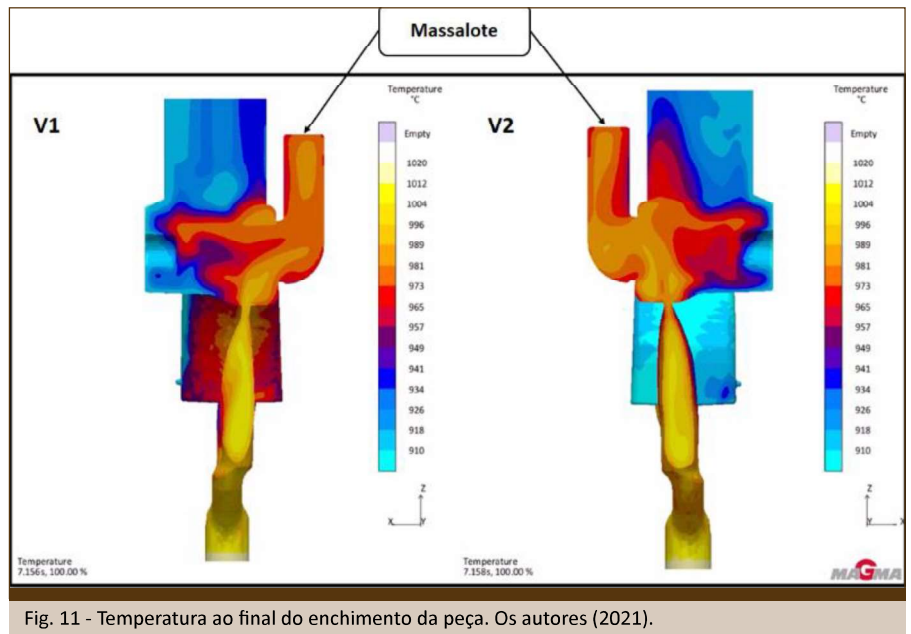 Massalote
V1
Temperature
°C
Empty
1020
1012
1004
996
989
981
973
965
957
949
941
934
926
918
910
Z
X
Y
Temperature
7.156s, 100.00 %
V2
Temperature
°C
Empty
1020
1012
1004
996
989
981
973
965
957
949
941
934
926
918
910
Z
Y
X
Temperature
7.158s, 100.00 %
MAGMA
Fig. 11 - Temperatura ao final do enchimento da peça. Os autores (2021).